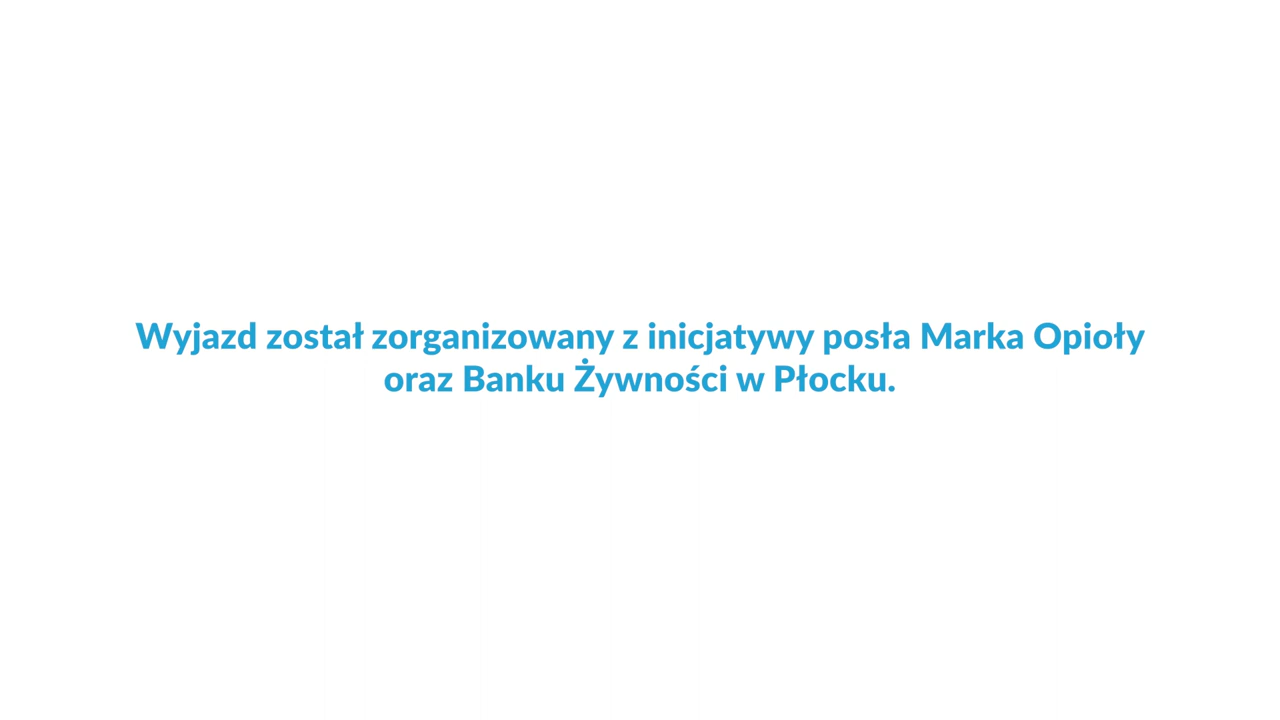 Wyjazd został zorganizowany z inicjatywy posła Marka Opioły
oraz Banku Żywności w Płocku.